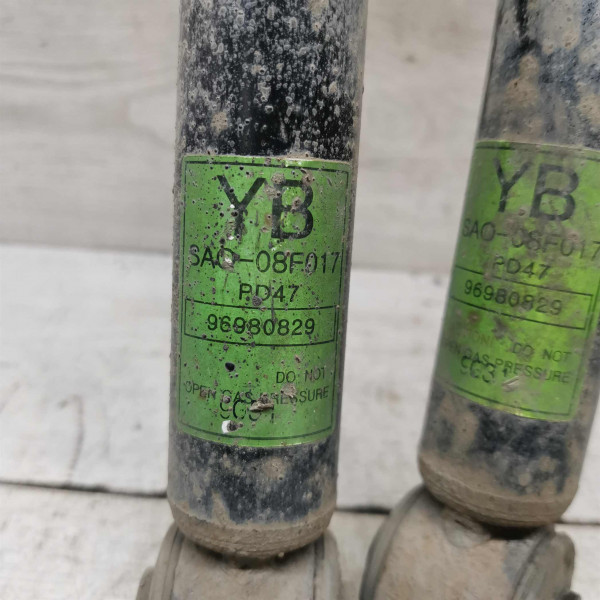 YB
SAO-08F017
PD47
96980829
DO NOT
OPEN GAS PRESSURE
YB
SAO-08F017
PD47
96980829
DO NOT
GAS PRESSURE
9C31